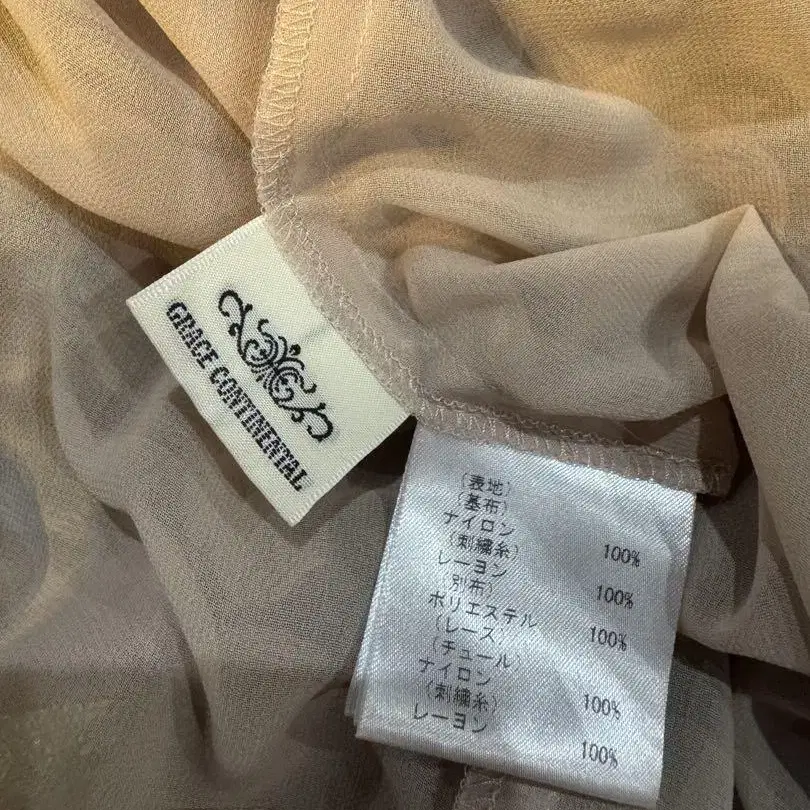 GRACE CONTINENTAL
(表地)
(基布)
ナイロン 100%
(刺繍糸)
レーヨン 100%
(別布)
ポリエステル 100%
(レース)
(チュール)
ナイロン 100%
(刺繍糸)
レーヨン 100%